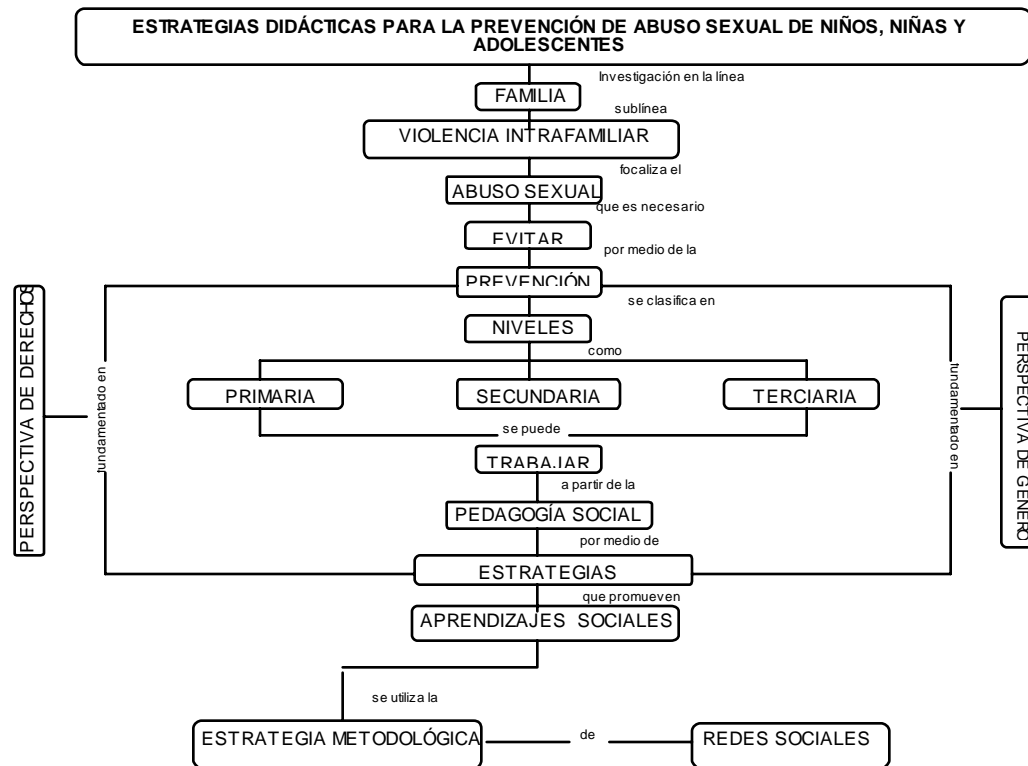 ESTRATEGIAS DIDÁCTICAS PARA LA PREVENCIÓN DE ABUSO SEXUAL DE NIÑOS, NIÑAS Y
ADOLESCENTES
Investigación en la línea
FAMILIA
sublínea
VIOLENCIA INTRAFAMILIAR
focaliza el
ABUSO SEXUAL
que es necesario
EVITAR
por medio de la
PREVENCIÓN
se clasifica en
NIVELES
como
PRIMARIA
SECUNDARIA
TERCIARIA
PERSPECTIVA DE DERECHOS
fundamentado en
fundamentado en
PERSPECTIVA DE GENERO
se puede
TRABAJAR
a partir de la
PEDAGOGÍA SOCIAL
por medio de
ESTRATEGIAS
que promueven
APRENDIZAJES SOCIALES
se utiliza la
ESTRATEGIA METODOLÓGICA
de
REDES SOCIALES